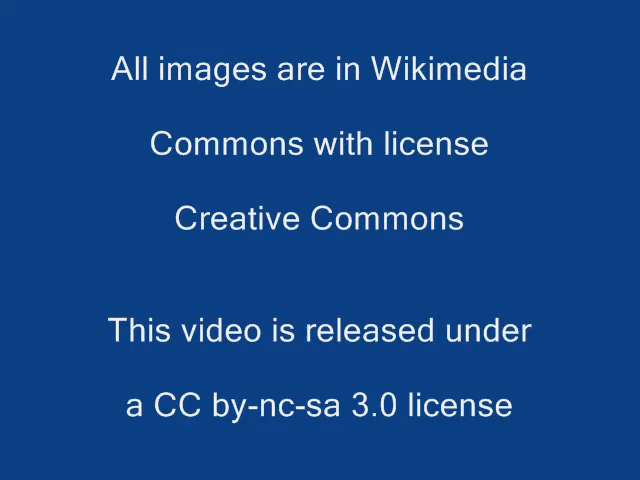 All images are in Wikimedia
Commons with license
Creative Commons
This video is released under
a CC by-nc-sa 3.0 license